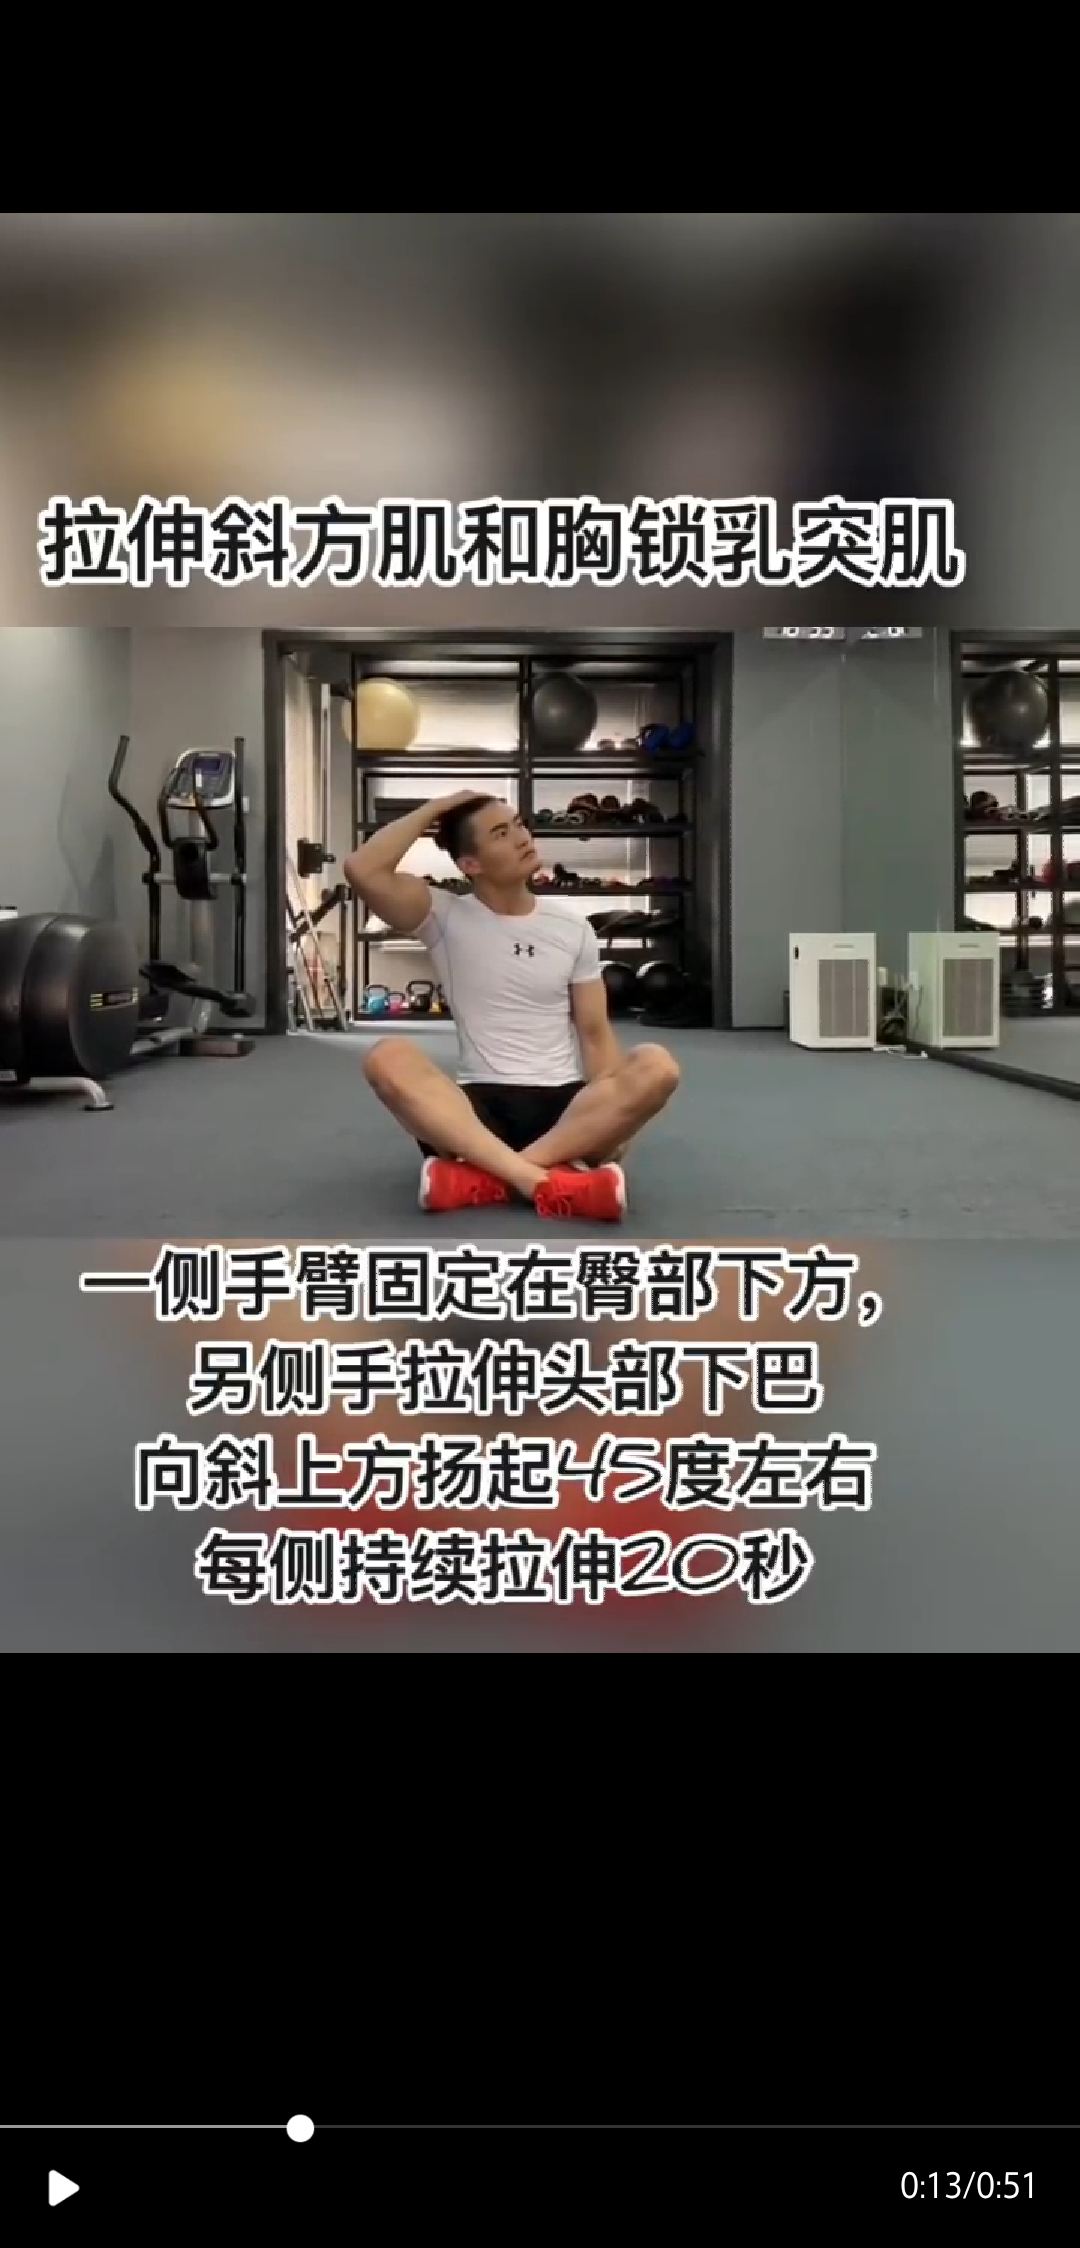 拉伸斜方肌和胸锁乳突肌
一侧手臂固定在臀部下方，
另侧手拉伸头部下巴
向斜上方扬起45度左右
每侧持续拉伸20秒
0:13/0:51